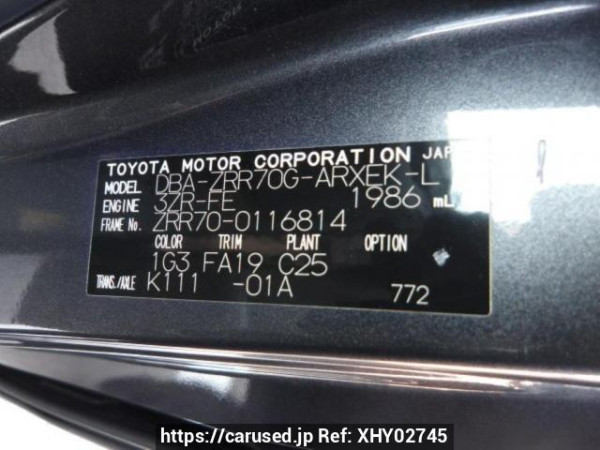 TOYOTA MOTOR CORPORATION JAPA
MODEL DBA-ZRR70G-ARXEK-L
ENGINE 3ZR-FE 1986 mL
FRAME No. ZRR70-0116814
COLOR TRIM PLANT OPTION
1G3 FA19 C25
TRANS./AXLE K111 -01A 772
https://carused.jp Ref: XHY02745